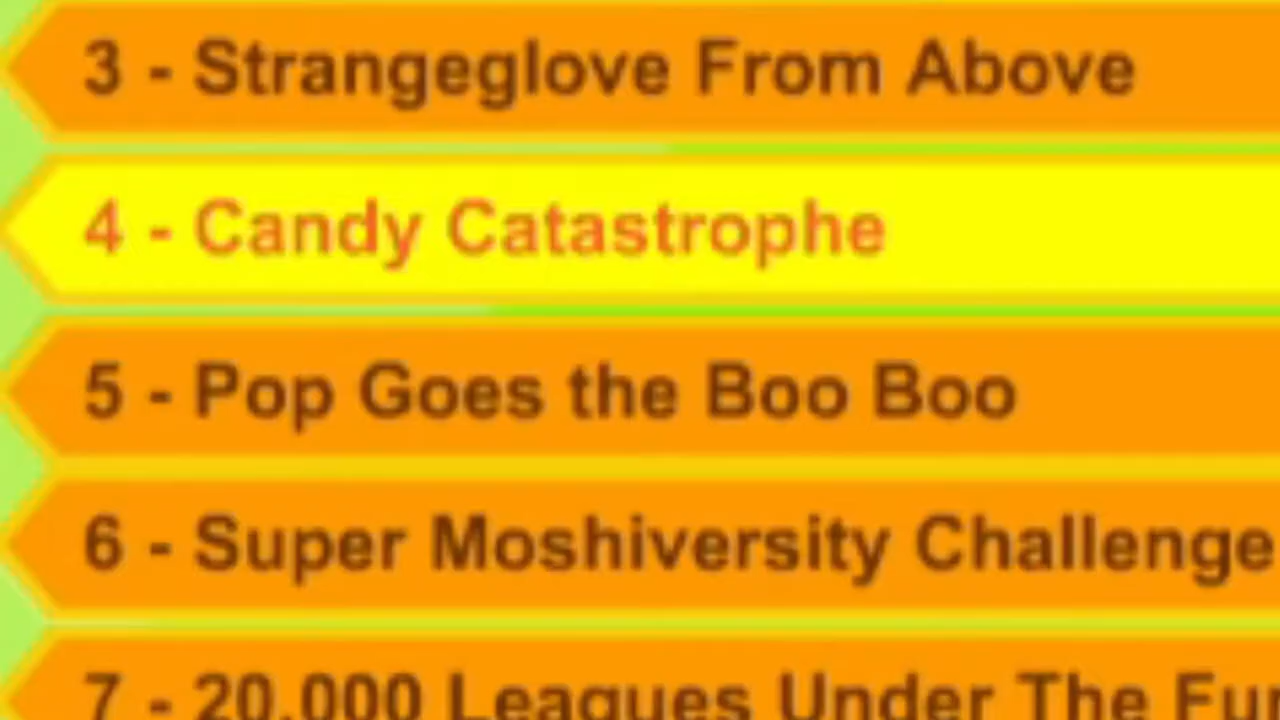 3 - Strangeglove From Above
4 - Candy Catastrophe
5 - Pop Goes the Boo Boo
6 - Super Moshiversity Challenge
7 - 20,000 Leagues Under The